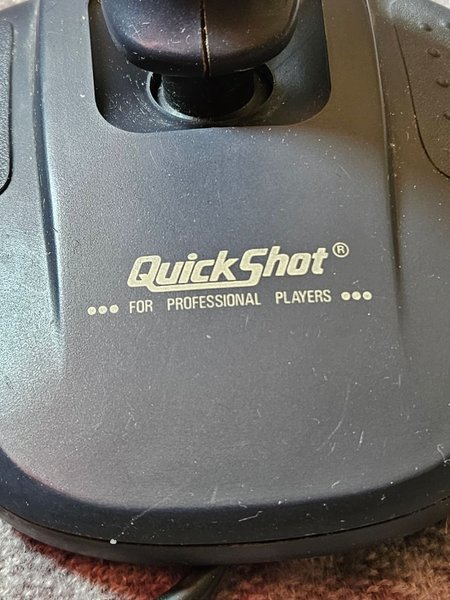 QuickShot®
••• FOR PROFESSIONAL PLAYERS •••